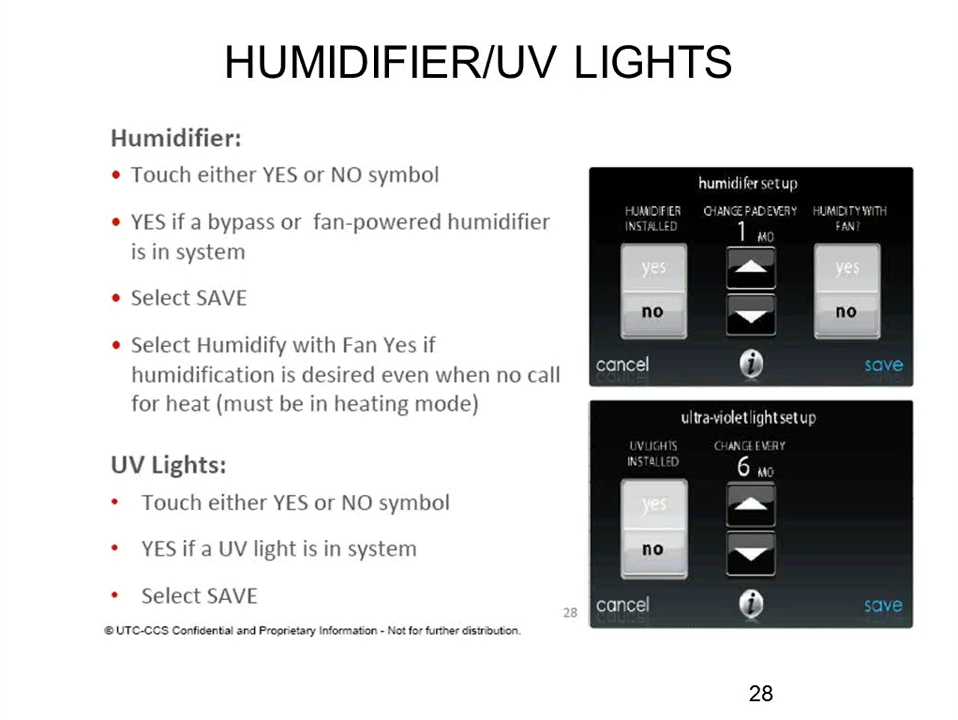 HUMIDIFIER/UV LIGHTS
Humidifier:
• Touch either YES or NO symbol
• YES if a bypass or fan-powered humidifier
is in system
• Select SAVE
• Select Humidify with Fan Yes if
humidification is desired even when no call
for heat (must be in heating mode)
UV Lights:
• Touch either YES or NO symbol
• YES if a UV light is in system
• Select SAVE
28
© UTC-CCS Confidential and Proprietary Information - Not for further distribution.
humidifer set up
HUMIDIFIER
INSTALLED
CHANGE PAD EVERY
1 MO
HUMIDITY WITH
FAN?
yes
no
yes
no
cancel
i
save
ultra-violet light set up
UV LIGHTS
INSTALLED
CHANGE EVERY
6 MO
yes
no
cancel
i
save
28